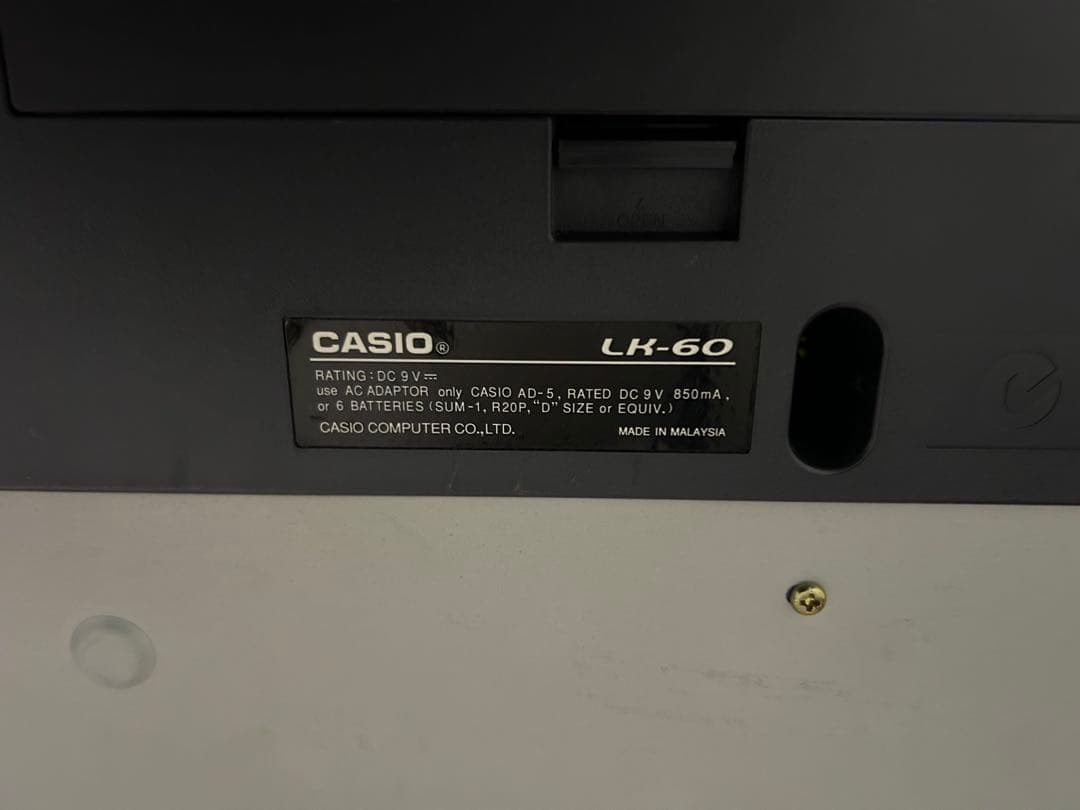 OPEN
CASIO® LK-60
RATING : DC 9 V ⎓
use AC ADAPTOR only CASIO AD-5, RATED DC 9 V 850mA,
or 6 BATTERIES (SUM-1, R20P, "D" SIZE or EQUIV.)
CASIO COMPUTER CO.,LTD. MADE IN MALAYSIA